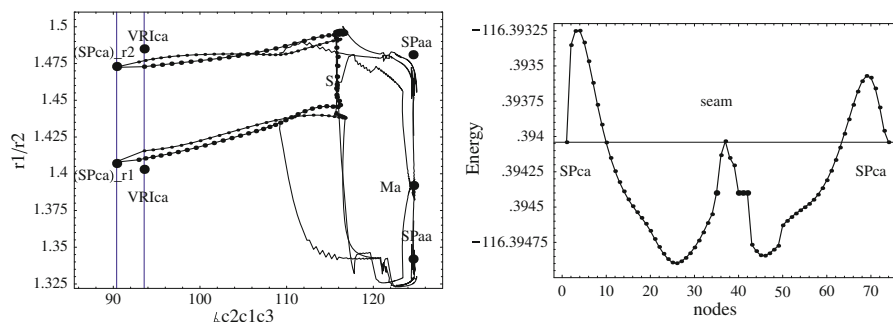 1.5
1.475
1.45
1.425
1.4
1.375
1.35
1.325
r1/r2
(SPca)_r2
VRIca
(SPca)_r1
VRIca
S
SPaa
Ma
SPaa
90 100 110 120
c2c1c3
−116.39325
.3935
.39375
.394
.39425
.3945
−116.39475
Energy
seam
SPca
SPca
0 10 20 30 40 50 60 70
nodes